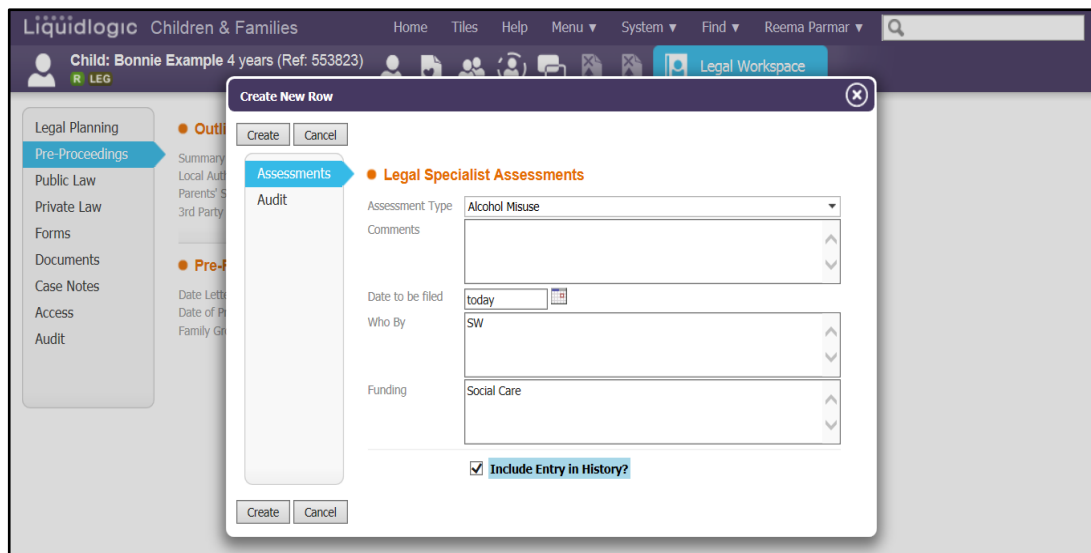 Liquidlogic Children & Families Home Tiles Help Menu ▼ System ▼ Find ▼ Reema Parmar ▼
Child: Bonnie Example 4 years (Ref: 553823)
R LEG
Legal Workspace
Create New Row
Create Cancel
Legal Planning
Pre-Proceedings
Public Law
Private Law
Forms
Documents
Case Notes
Access
Audit
Outli
Summary
Local Aut
Parents' S
3rd Party
Pre-
Date Lette
Date of P
Family Gr
Assessments
Audit
Legal Specialist Assessments
Assessment Type Alcohol Misuse
Comments
Date to be filed today
Who By SW
Funding Social Care
Include Entry in History?
Create Cancel